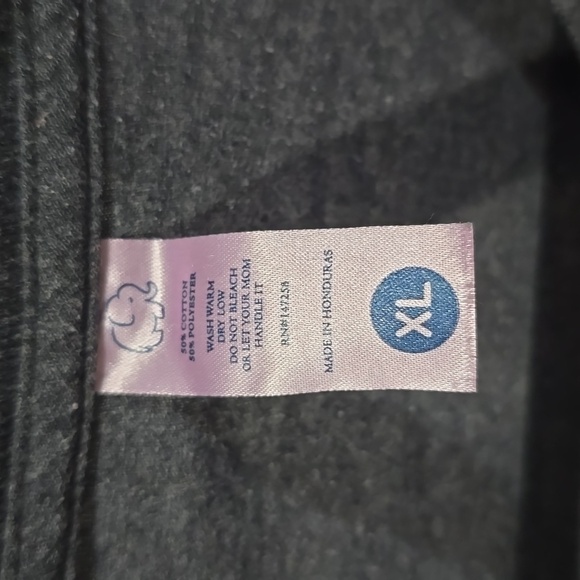 50% COTTON
50% POLYESTER
WASH WARM
DRY LOW
DO NOT BLEACH
OR LET YOUR MOM
HANDLE IT
RN#147258
MADE IN HONDURAS
XL